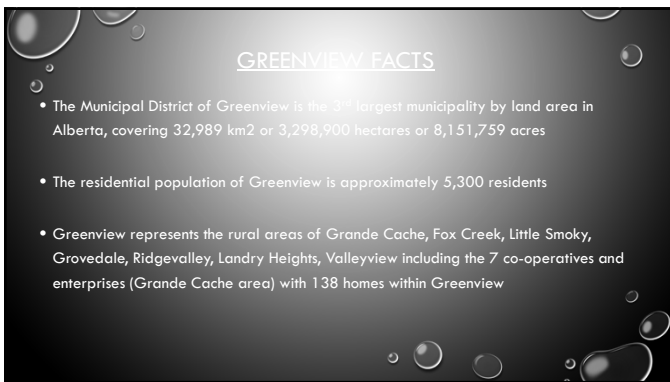 GREENVIEW FACTS
• The Municipal District of Greenview is the 3rd largest municipality by land area in
Alberta, covering 32,989 km2 or 3,298,900 hectares or 8,151,759 acres
• The residential population of Greenview is approximately 5,300 residents
• Greenview represents the rural areas of Grande Cache, Fox Creek, Little Smoky,
Grovedale, Ridgevalley, Landry Heights, Valleyview including the 7 co-operatives and
enterprises (Grande Cache area) with 138 homes within Greenview